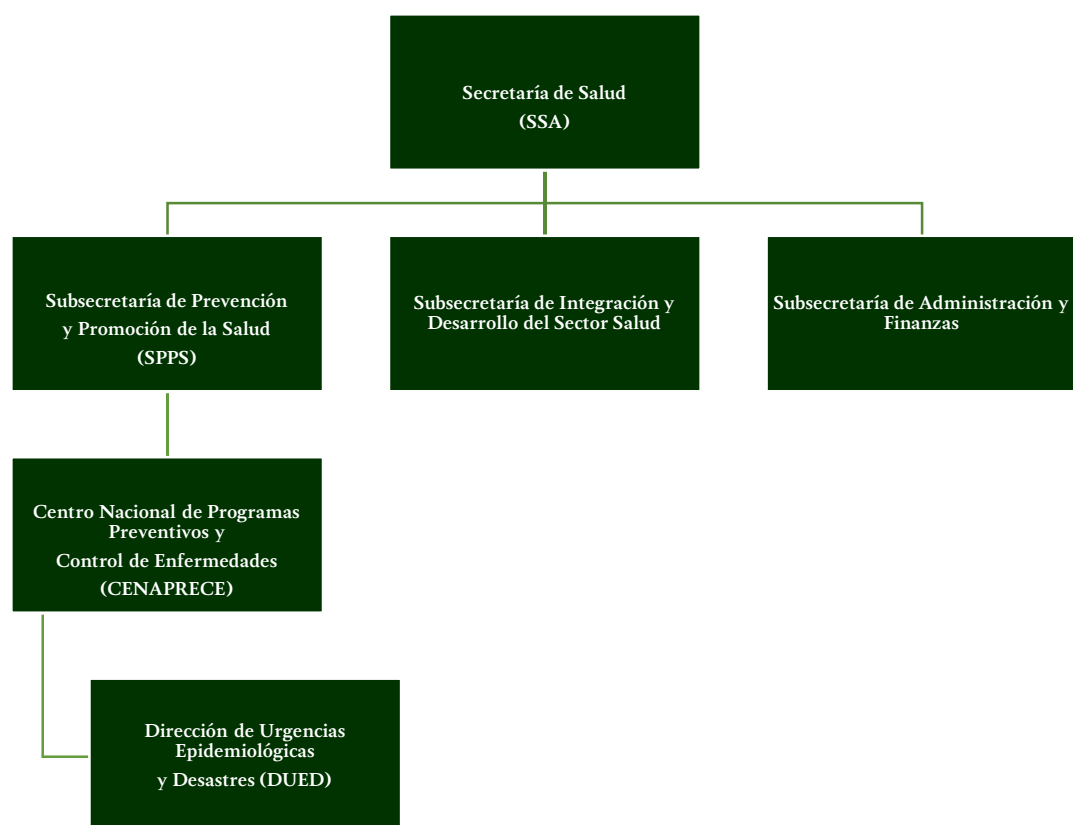 Secretaría de Salud
(SSA)
Subsecretaría de Prevención
y Promoción de la Salud
(SPPS)
Subsecretaría de Integración y
Desarrollo del Sector Salud
Subsecretaría de Administración y
Finanzas
Centro Nacional de Programas
Preventivos y
Control de Enfermedades
(CENAPRECE)
Dirección de Urgencias
Epidemiológicas
y Desastres (DUED)